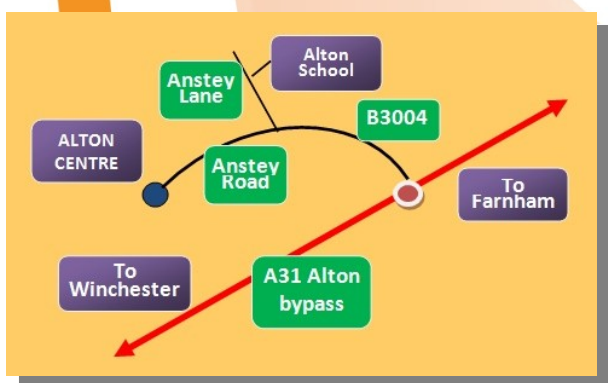 Alton
School
Anstey
Lane
B3004
ALTON
CENTRE
Anstey
Road
To
Farnham
To
Winchester
A31 Alton
bypass